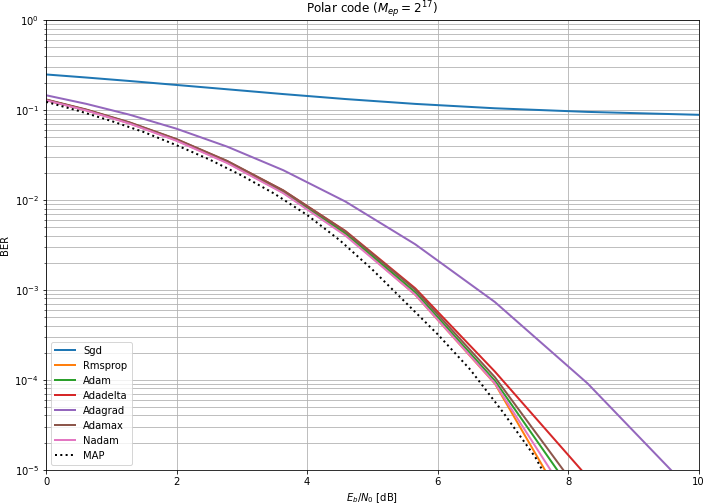 Polar code (M_ep = 2^17)
10^0
10^-1
10^-2
10^-3
10^-4
10^-5
BER
Sgd
Rmsprop
Adam
Adadelta
Adagrad
Adamax
Nadam
MAP
0 2 4 6 8 10
E_b/N_0 [dB]